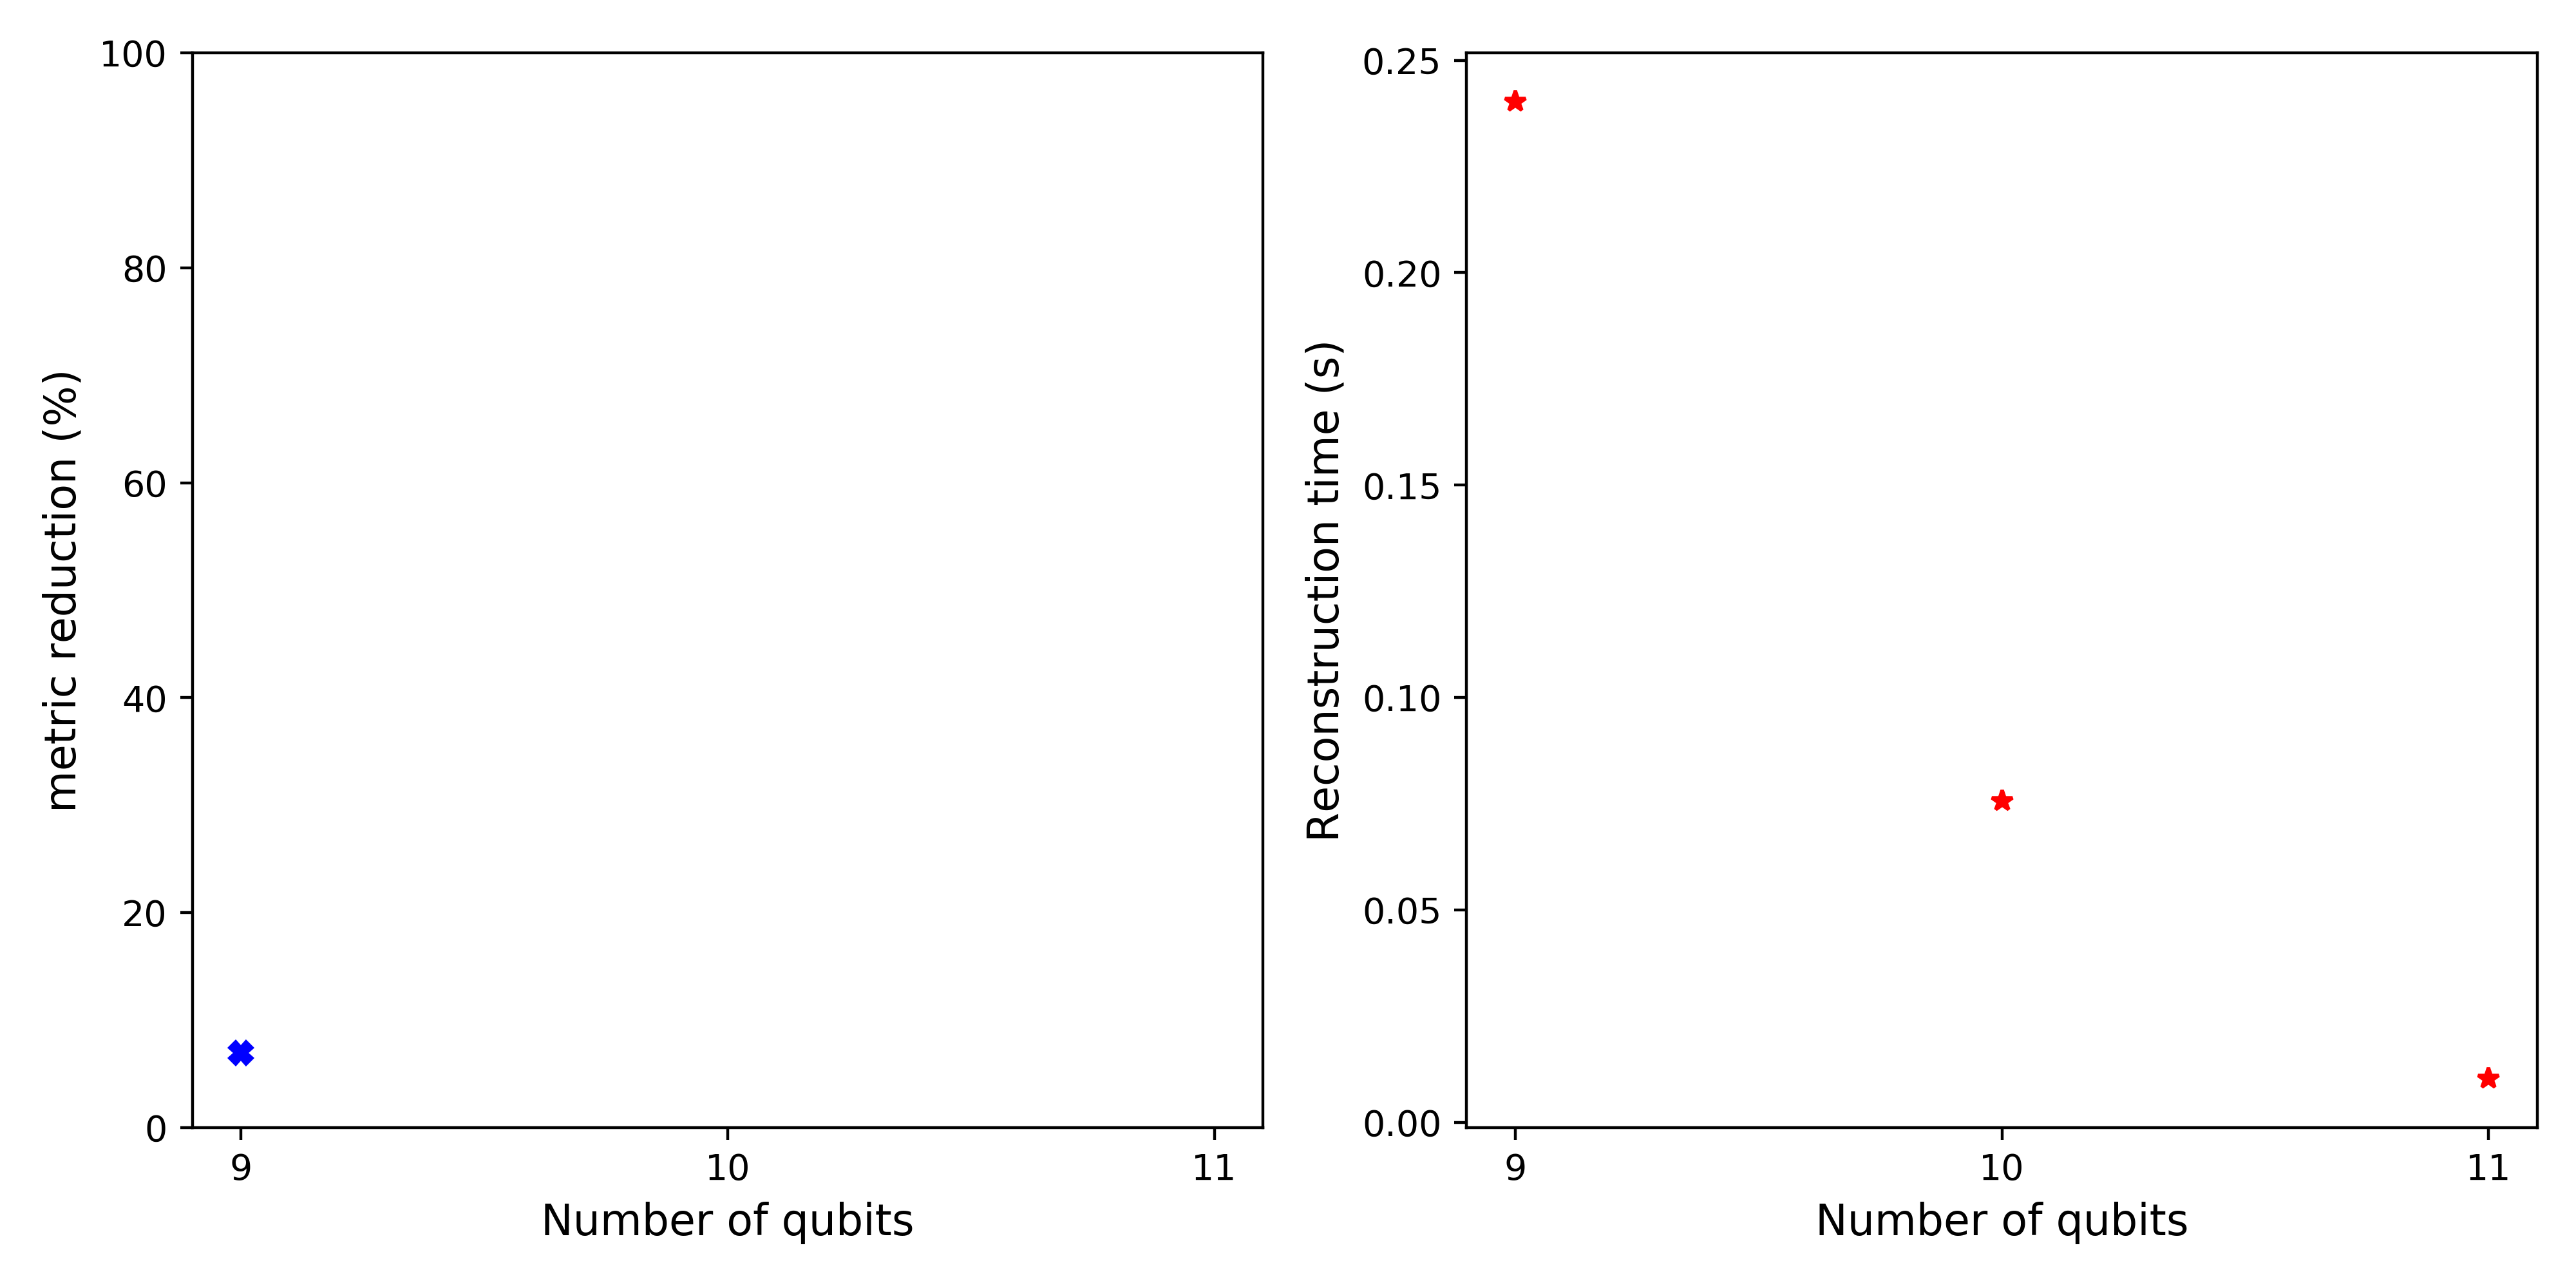 metric reduction (%)
100
80
60
40
20
0
9 10 11
Number of qubits
Reconstruction time (s)
0.25
0.20
0.15
0.10
0.05
0.00
9 10 11
Number of qubits